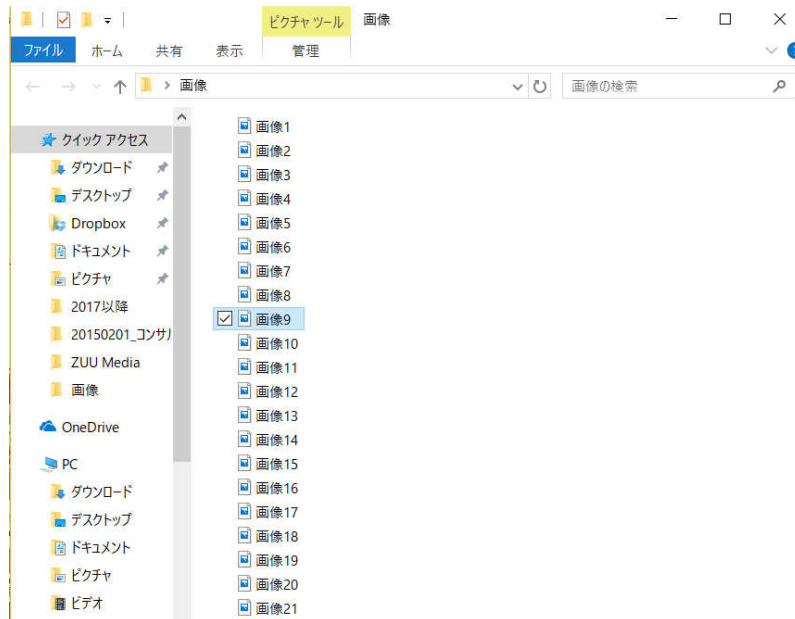 ピクチャ ツール 画像
ファイル ホーム 共有 表示 管理
画像 画像の検索
クイック アクセス
ダウンロード
デスクトップ
Dropbox
ドキュメント
ピクチャ
2017以降
20150201_コンサル
ZUU Media
画像
OneDrive
PC
ダウンロード
デスクトップ
ドキュメント
ピクチャ
ビデオ
画像1
画像2
画像3
画像4
画像5
画像6
画像7
画像8
画像9
画像10
画像11
画像12
画像13
画像14
画像15
画像16
画像17
画像18
画像19
画像20
画像21